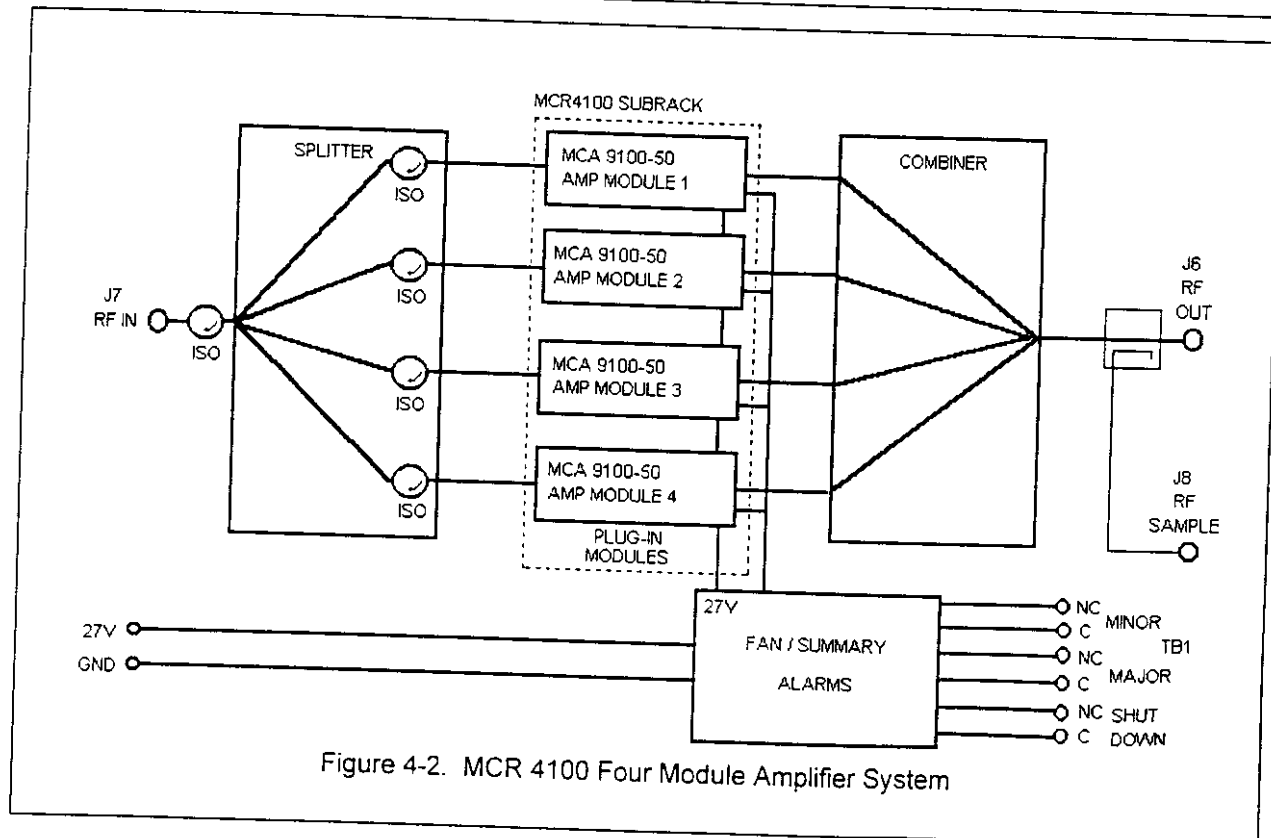 MCR4100 SUBRACK
SPLITTER
ISO
ISO
ISO
ISO
J7
RF IN
ISO
MCA 9100-50
AMP MODULE 1
MCA 9100-50
AMP MODULE 2
MCA 9100-50
AMP MODULE 3
MCA 9100-50
AMP MODULE 4
PLUG-IN
MODULES
COMBINER
J6
RF
OUT
J8
RF
SAMPLE
27V
GND
27V
FAN / SUMMARY
ALARMS
NC
MINOR
C
TB1
NC
MAJOR
C
NC SHUT
C DOWN
Figure 4-2. MCR 4100 Four Module Amplifier System